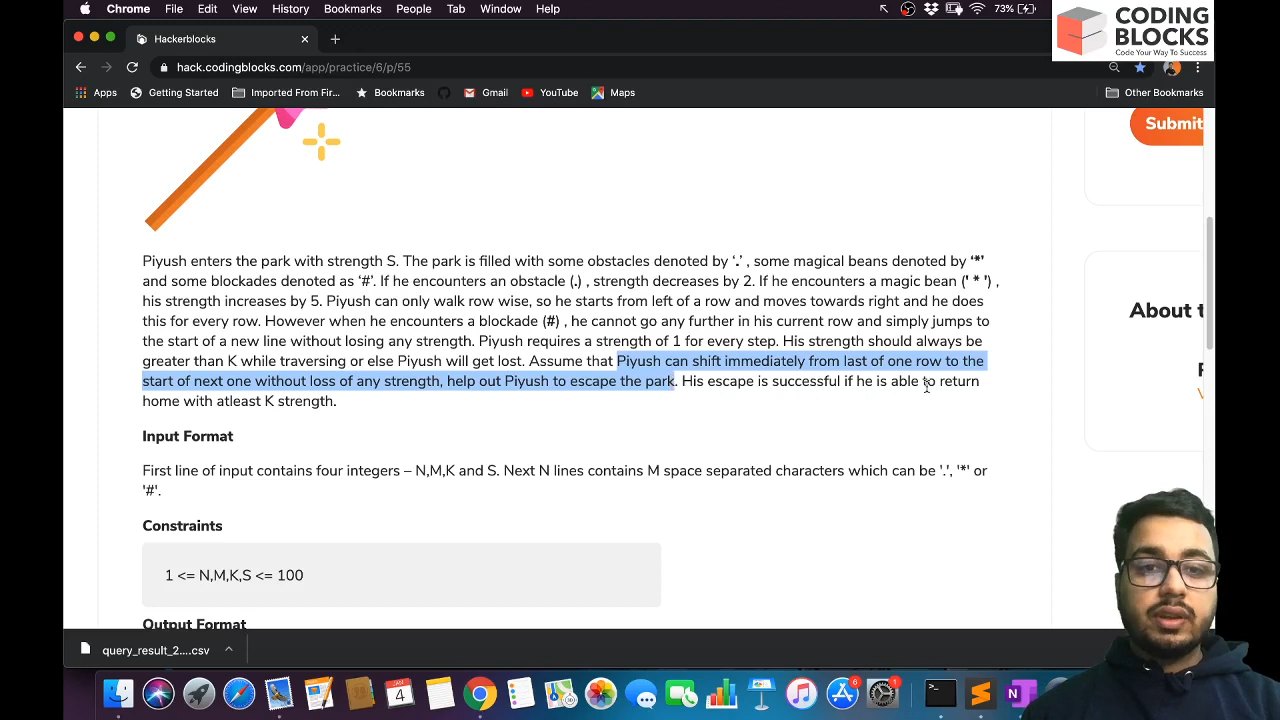 Chrome File Edit View History Bookmarks People Tab Window Help 73%
CODING
BLOCKS
Code Your Way To Success
Hackerblocks
hack.codingblocks.com/app/practice/6/p/55
Apps Getting Started Imported From Fir... Bookmarks Gmail YouTube Maps Other Bookmarks
Submit
Piyush enters the park with strength S. The park is filled with some obstacles denoted by '.' , some magical beans denoted by '*'
and some blockades denoted as '#'. If he encounters an obstacle (.) , strength decreases by 2. If he encounters a magic bean (' * ') ,
his strength increases by 5. Piyush can only walk row wise, so he starts from left of a row and moves towards right and he does
this for every row. However when he encounters a blockade (#) , he cannot go any further in his current row and simply jumps to
the start of a new line without losing any strength. Piyush requires a strength of 1 for every step. His strength should always be
greater than K while traversing or else Piyush will get lost. Assume that Piyush can shift immediately from last of one row to the
start of next one without loss of any strength, help out Piyush to escape the park. His escape is successful if he is able to return
home with atleast K strength.
About t
Input Format
First line of input contains four integers – N,M,K and S. Next N lines contains M space separated characters which can be '.', '*' or
'#'.
Constraints
1 <= N,M,K,S <= 100
Output Format
query_result_2....csv